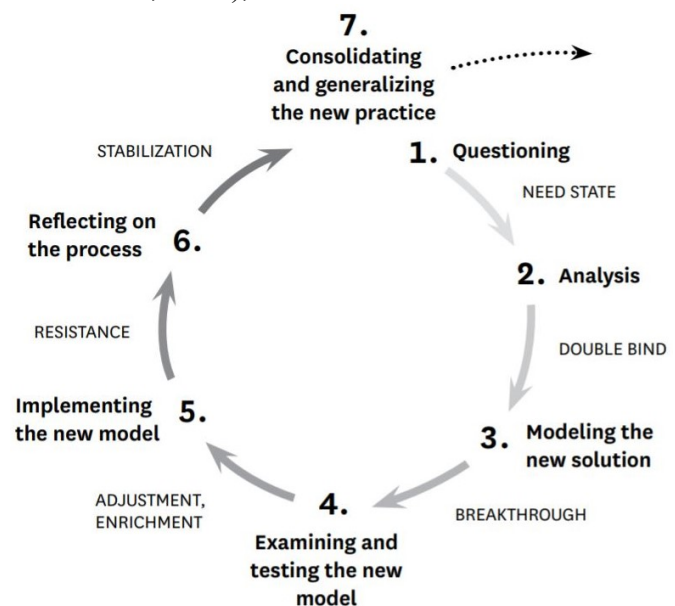 7.
Consolidating
and generalizing
the new practice
1. Questioning
NEED STATE
2. Analysis
DOUBLE BIND
3. Modeling the
new solution
BREAKTHROUGH
4.
Examining and
testing the new
model
ADJUSTMENT,
ENRICHMENT
Implementing
the new model
5.
RESISTANCE
Reflecting on
the process
6.
STABILIZATION